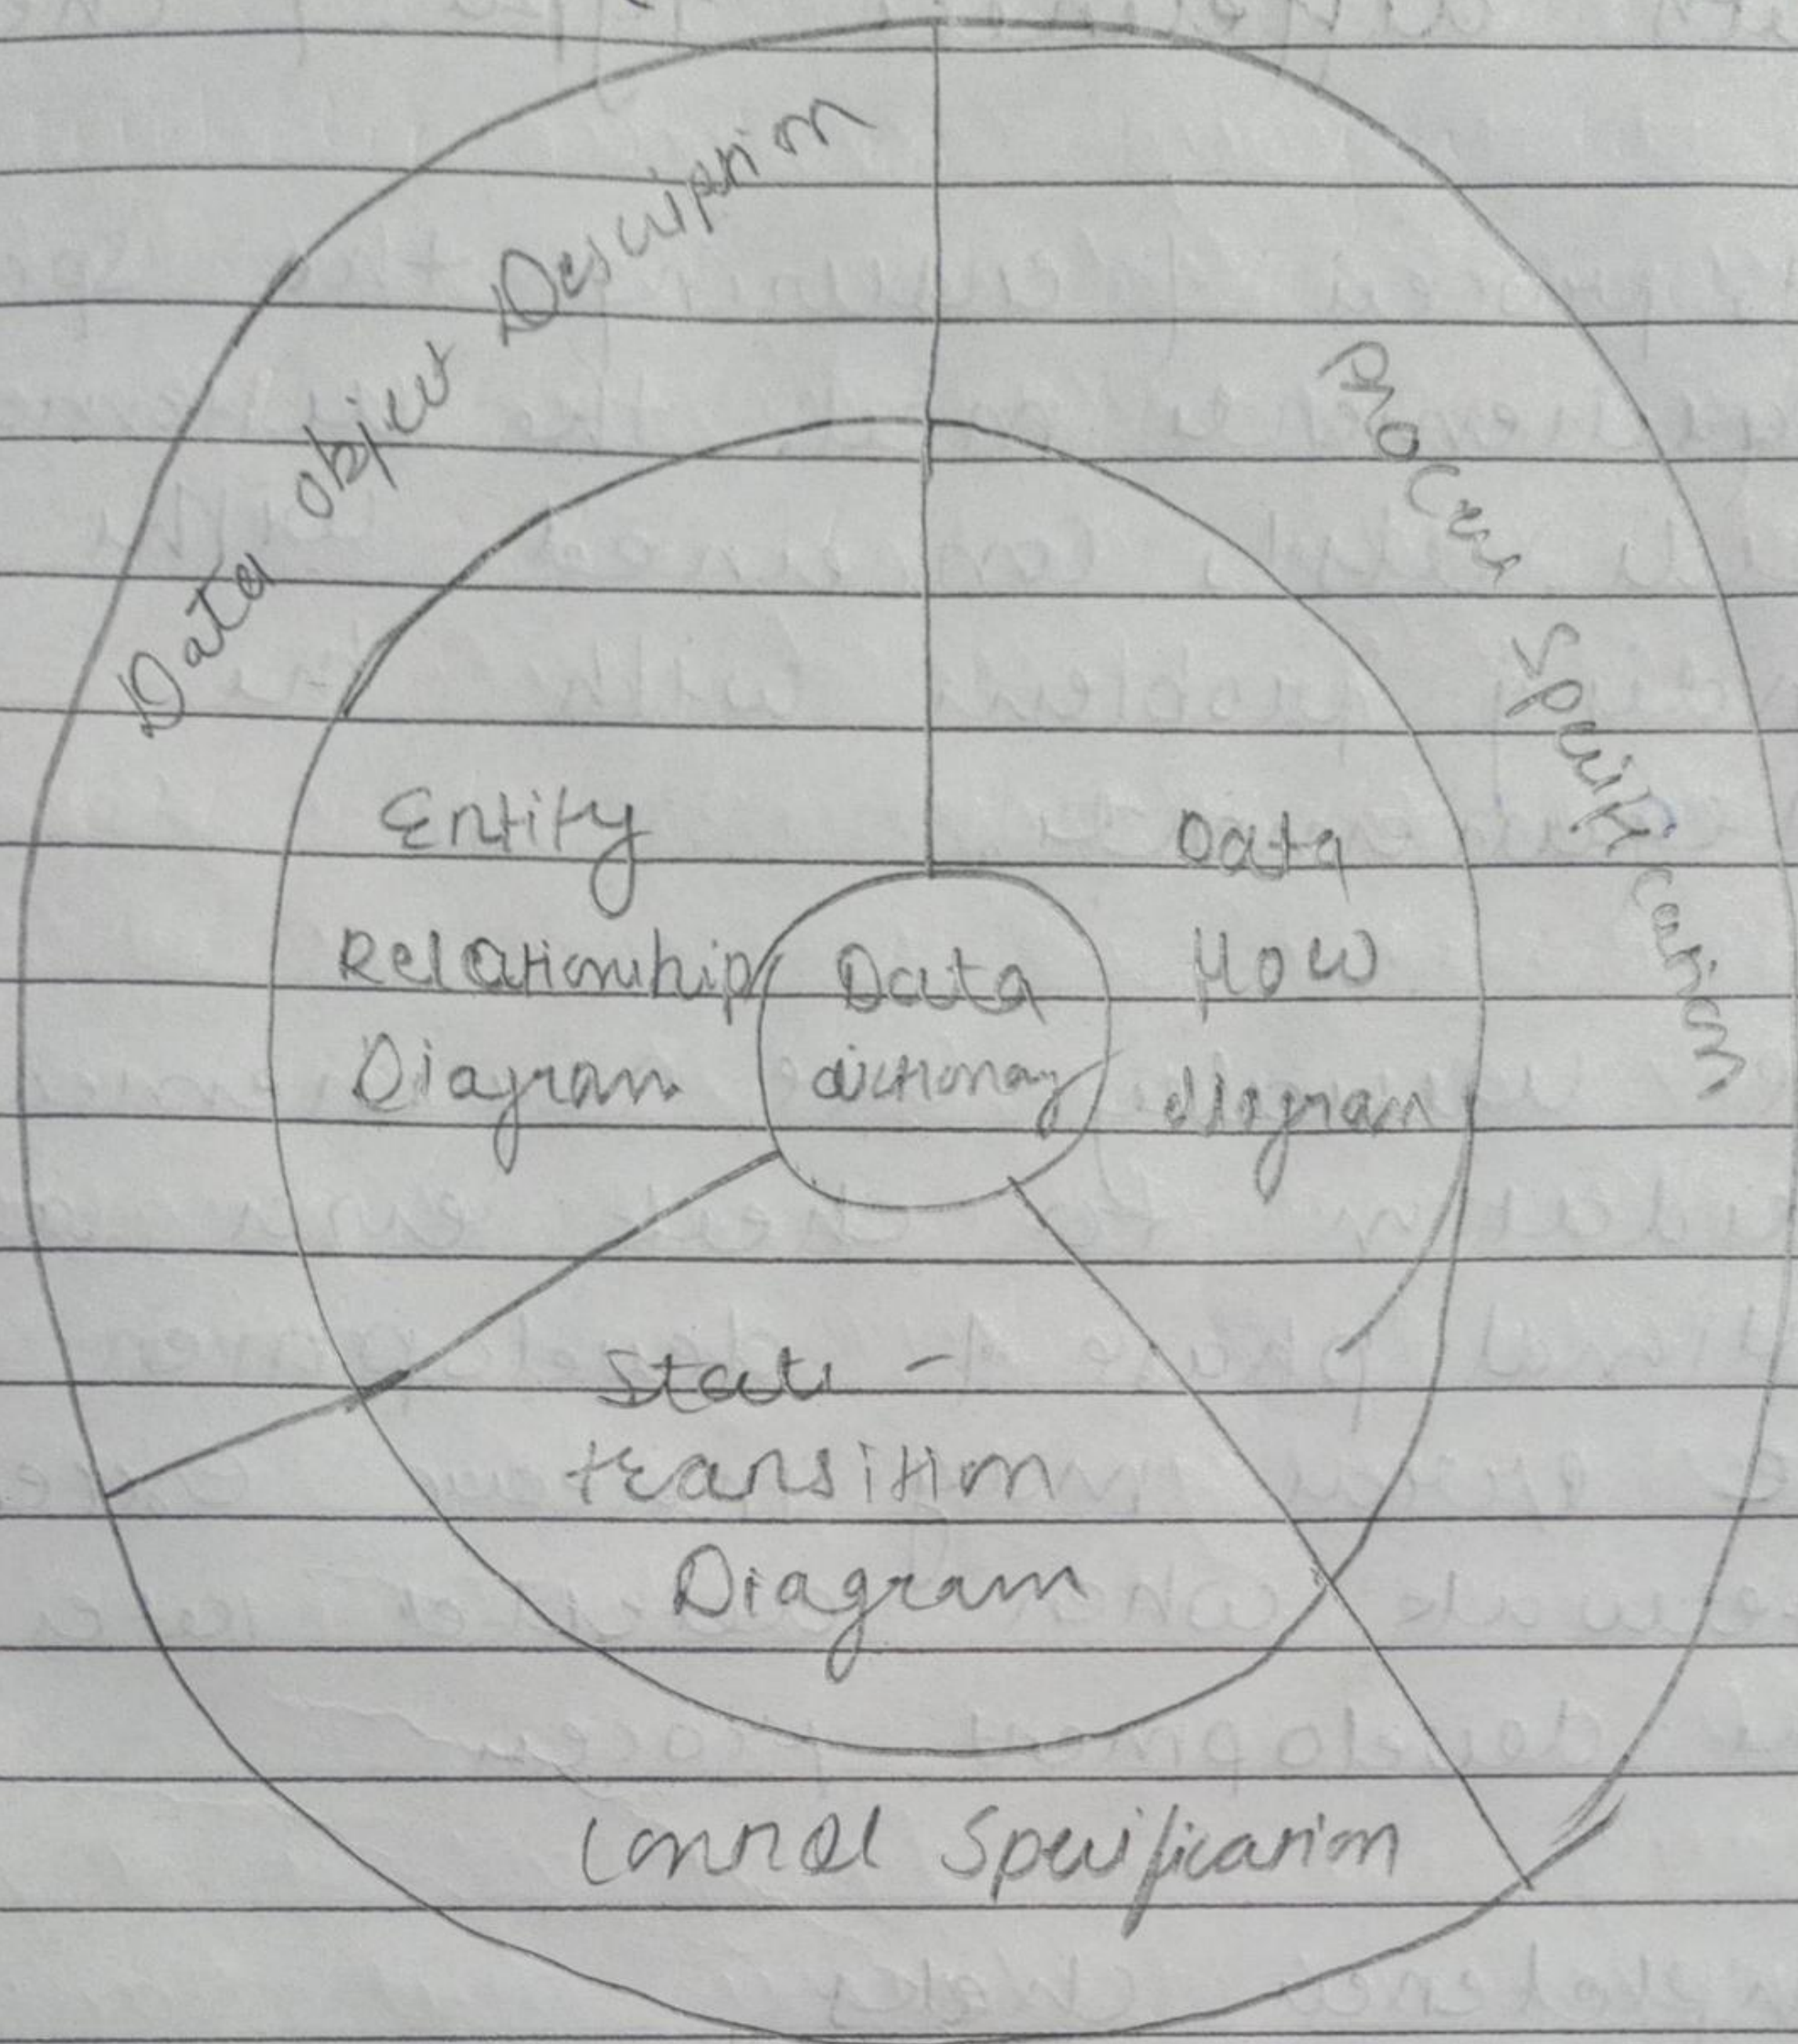 Data object Description
Process Specification
Entity
Relationship
Diagram
Data
dictionary
Data
flow
diagram
State -
transition
Diagram
Control Specification